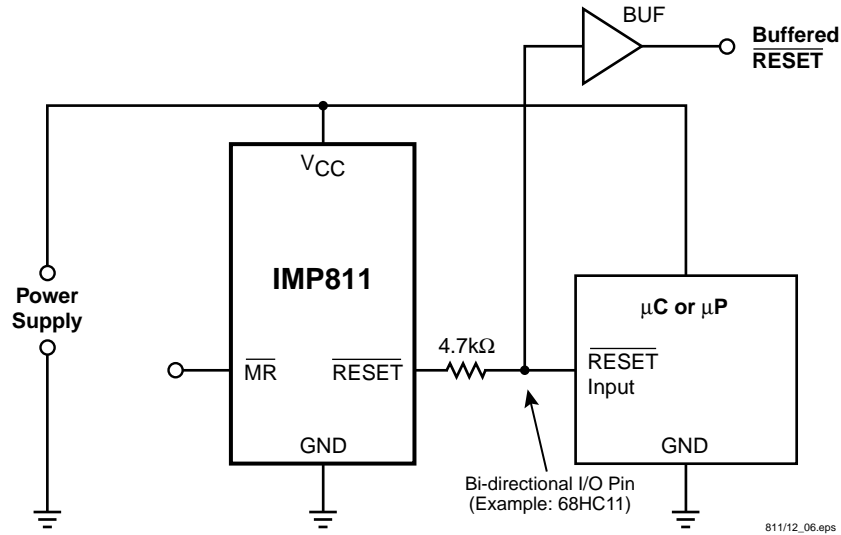 BUF
Buffered
RESET
VCC
IMP811
Power
Supply
μC or μP
4.7kΩ
MR
RESET
RESET
Input
GND
GND
Bi-directional I/O Pin
(Example: 68HC11)
811/12_06.eps